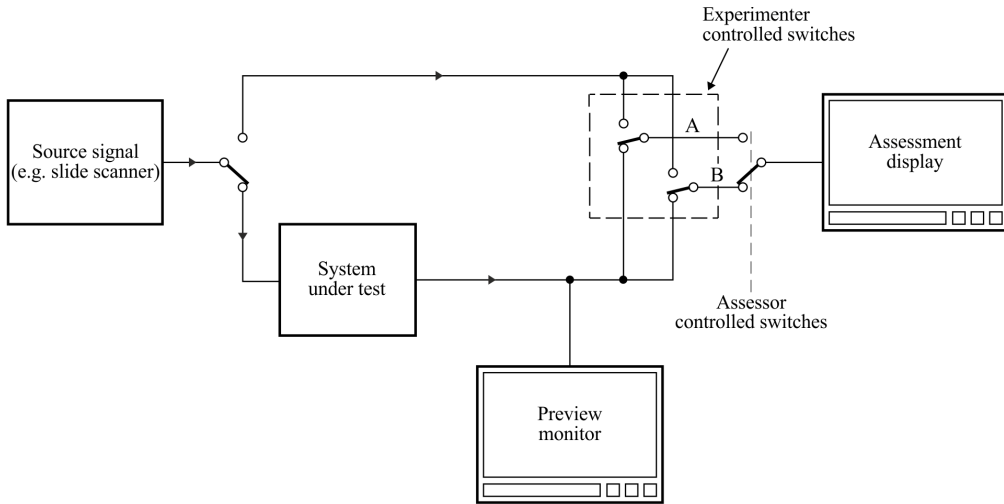 Experimenter
controlled switches
Source signal
(e.g. slide scanner)
A
Assessment
display
B
System
under test
Assessor
controlled switches
Preview
monitor